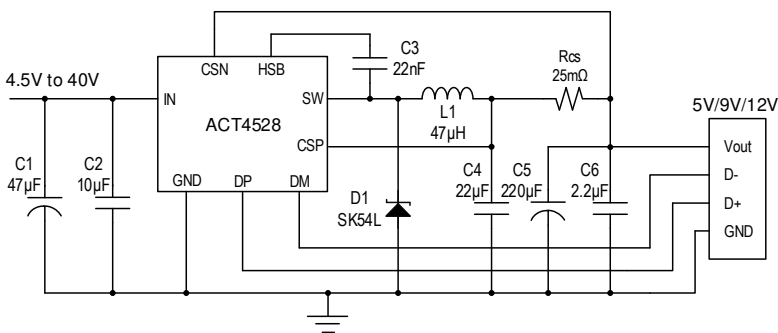 4.5V to 40V
CSN
HSB
IN
SW
ACT4528
CSP
GND
DP
DM
C3
22nF
L1
47µH
Rcs
25mΩ
C1
47µF
C2
10µF
D1
SK54L
C4
22µF
C5
220µF
C6
2.2µF
5V/9V/12V
Vout
D-
D+
GND